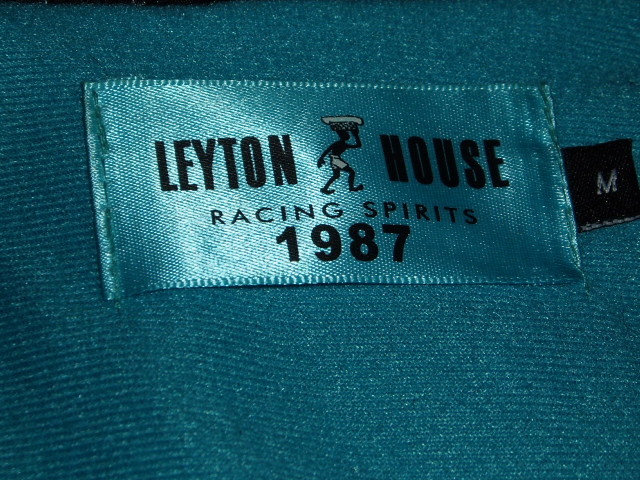 LEYTON HOUSE
RACING SPIRITS
1987
M